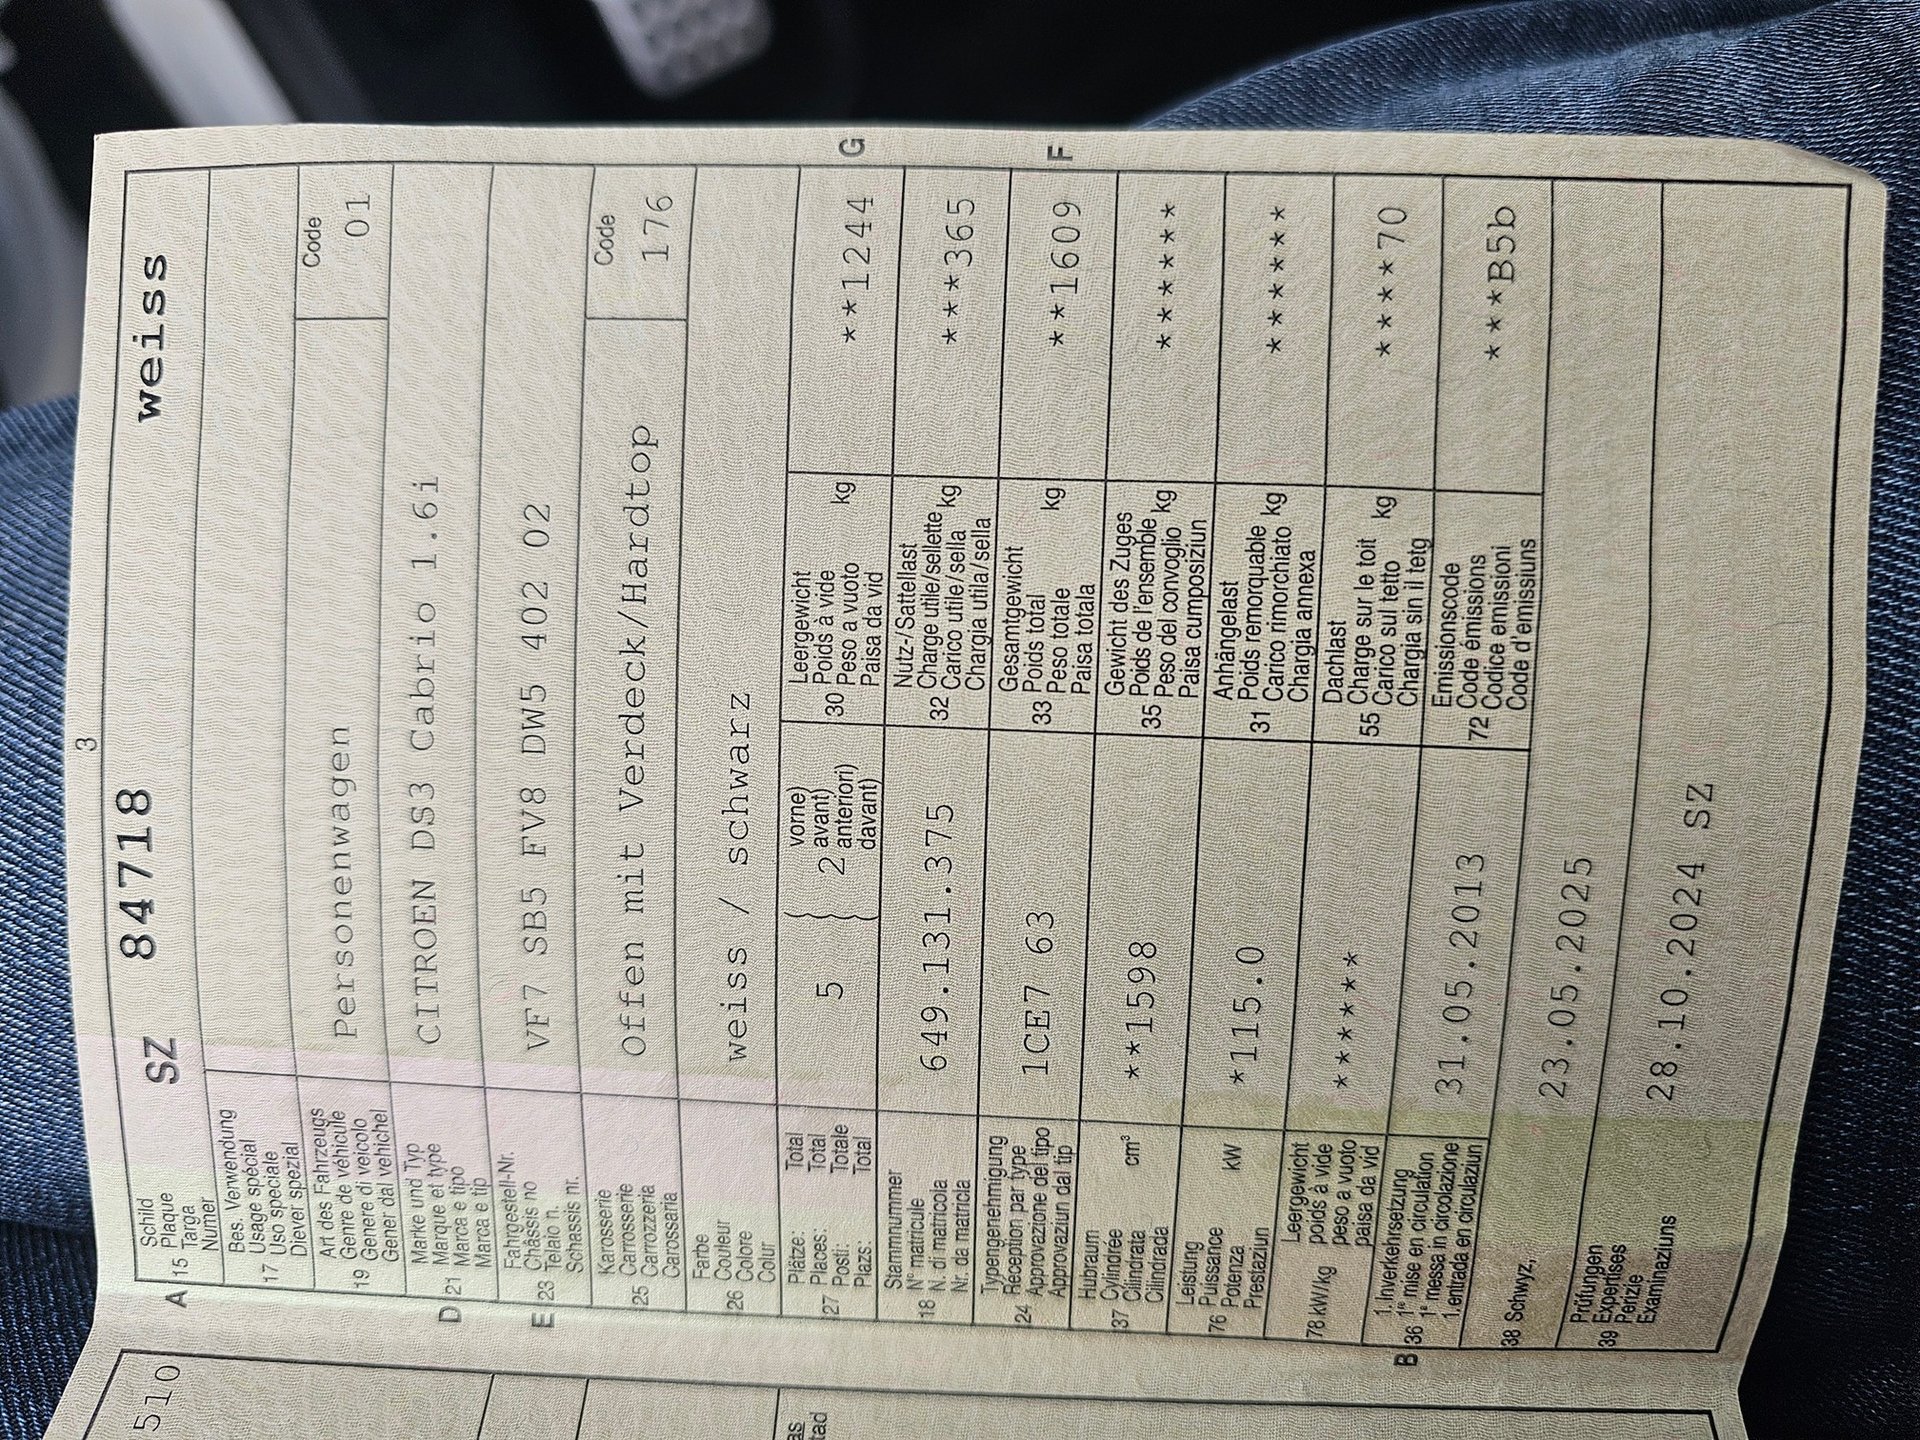 3
A 15 Schild
Plaque
Targa
Numer
SZ 84718 weiss
17 Bes. Verwendung
Usage spécial
Uso speciale
Diever spezial
19 Art des Fahrzeugs
Genre de véhicule
Genere di veicolo
Gener dal vehichel
Personenwagen
Code
01
D 21 Marke und Typ
Marque et type
Marca e tipo
Marca e tip
CITROEN DS3 Cabrio 1.6i
E 23 Fahrgestell-Nr.
Châssis no
Telaio n.
Schassis nr.
VF7 SB5 FV8 DW5 402 02
25 Karosserie
Carrosserie
Carrozzeria
Carossaria
Offen mit Verdeck/Hardtop
Code
176
26 Farbe
Couleur
Colore
Colur
weiss / schwarz
27 Plätze: Total
Places: Total
Posti: Totale
Plazs: Total
5
2
vorne)
avant)
anteriori)
davant)
30 Leergewicht
Poids à vide
Peso a vuoto
Paisa da vid
kg
**1244
G
18 Stammnummer
N° matricule
N. di matricola
Nr. da matricla
649.131.375
32 Nutz-/Sattellast
Charge utile/sellette
Carico utile/sella
Chargia utila/sella
kg
***365
24 Typengenehmigung
Réception par type
Approvazione del tipo
Approvaziun dal tip
1CE7 63
33 Gesamtgewicht
Poids total
Peso totale
Paisa totala
kg
**1609
F
37 Hubraum
Cylindrée
Cilindrata
Cilindrada
cm³
**1598
35 Gewicht des Zuges
Poids de l'ensemble
Peso del convoglio
Paisa cumposiziun
kg
*******
76 Leistung
Puissance
Potenza
Prestaziun
kW
*115.0
31 Anhängelast
Poids remorquable
Carico rimorchiato
Chargia annexa
kg
*******
78 kW/kg Leergewicht
poids à vide
peso a vuoto
paisa da vid
******
55 Dachlast
Charge sur le toit
Carico sul tetto
Chargia sin il tetg
kg
*****70
B 36 1. Inverkehrsetzung
1re mise en circulation
1a messa in circolazione
1. entrada en circulaziun
31.05.2013
72 Emissionscode
Code émissions
Codice emissioni
Code d'emissiuns
***B5b
38 Schwyz,
23.05.2025
39 Prüfungen
Expertises
Perizie
Examinaziuns
28.10.2024 SZ
510
as
tad